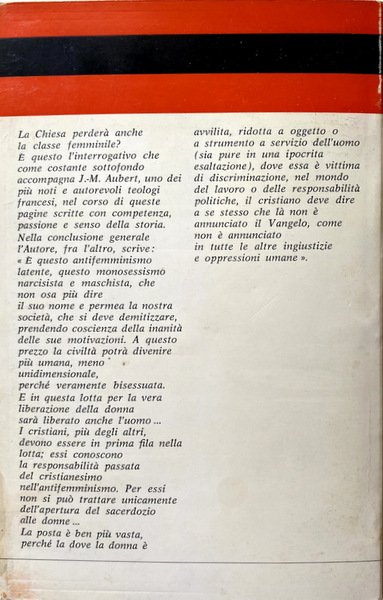 La Chiesa perderà anche
la classe femminile?
È questo l'interrogativo che
come costante sottofondo
accompagna J.-M. Aubert, uno dei
più noti e autorevoli teologi
francesi, nel corso di queste
pagine scritte con competenza,
passione e senso della storia.
Nella conclusione generale
l'Autore, fra l'altro, scrive:
« È questo antifemminismo
latente, questo monosessismo
narcisista e maschista, che
non osa più dire
il suo nome e permea la nostra
società, che si deve demitizzare,
prendendo coscienza della inanità
delle sue motivazioni. A questo
prezzo la civiltà potrà divenire
più umana, meno
unidimensionale,
perché veramente bisessuata.
E in questa lotta per la vera
liberazione della donna
sarà liberato anche l'uomo ...
I cristiani, più degli altri,
devono essere in prima fila nella
lotta; essi conoscono
la responsabilità passata
del cristianesimo
nell'antifemminismo. Per essi
non si può trattare unicamente
dell'apertura del sacerdozio
alle donne ...
La posta è ben più vasta,
perché la dove la donna è
avvilita, ridotta a oggetto o
a strumento a servizio dell'uomo
(sia pure in una ipocrita
esaltazione), dove essa è vittima
di discriminazione, nel mondo
del lavoro o delle responsabilità
politiche, il cristiano deve dire
a se stesso che là non è
annunciato il Vangelo, come
non è annunciato
in tutte le altre ingiustizie
e oppressioni umane ».